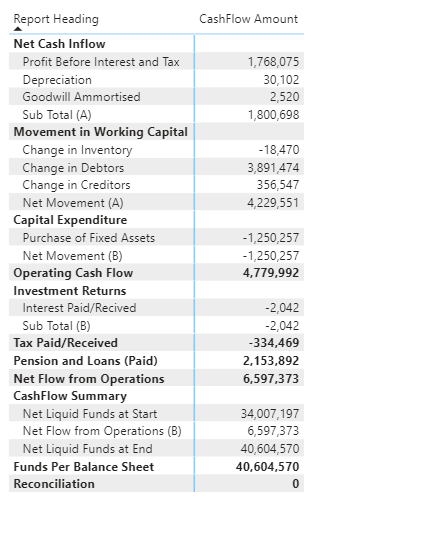 Report Heading CashFlow Amount
Net Cash Inflow
Profit Before Interest and Tax 1,768,075
Depreciation 30,102
Goodwill Ammortised 2,520
Sub Total (A) 1,800,698
Movement in Working Capital
Change in Inventory -18,470
Change in Debtors 3,891,474
Change in Creditors 356,547
Net Movement (A) 4,229,551
Capital Expenditure
Purchase of Fixed Assets -1,250,257
Net Movement (B) -1,250,257
Operating Cash Flow 4,779,992
Investment Returns
Interest Paid/Recived -2,042
Sub Total (B) -2,042
Tax Paid/Received -334,469
Pension and Loans (Paid) 2,153,892
Net Flow from Operations 6,597,373
CashFlow Summary
Net Liquid Funds at Start 34,007,197
Net Flow from Operations (B) 6,597,373
Net Liquid Funds at End 40,604,570
Funds Per Balance Sheet 40,604,570
Reconciliation 0